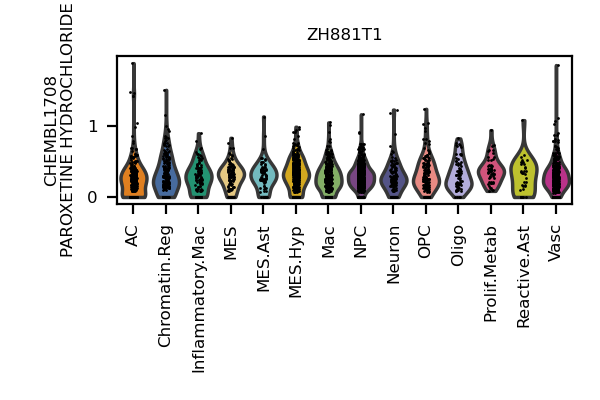 ZH881T1
CHEMBL1708
PAROXETINE HYDROCHLORIDE
1
0
AC
Chromatin.Reg
Inflammatory.Mac
MES
MES.Ast
MES.Hyp
Mac
NPC
Neuron
OPC
Oligo
Prolif.Metab
Reactive.Ast
Vasc